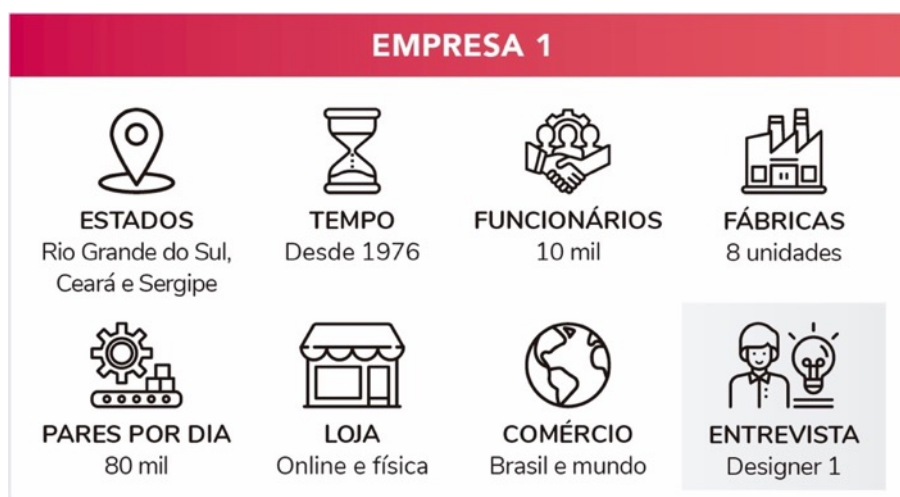 EMPRESA 1
ESTADOS
Rio Grande do Sul,
Ceará e Sergipe
TEMPO
Desde 1976
FUNCIONÁRIOS
10 mil
FÁBRICAS
8 unidades
PARES POR DIA
80 mil
LOJA
Online e física
COMÉRCIO
Brasil e mundo
ENTREVISTA
Designer 1